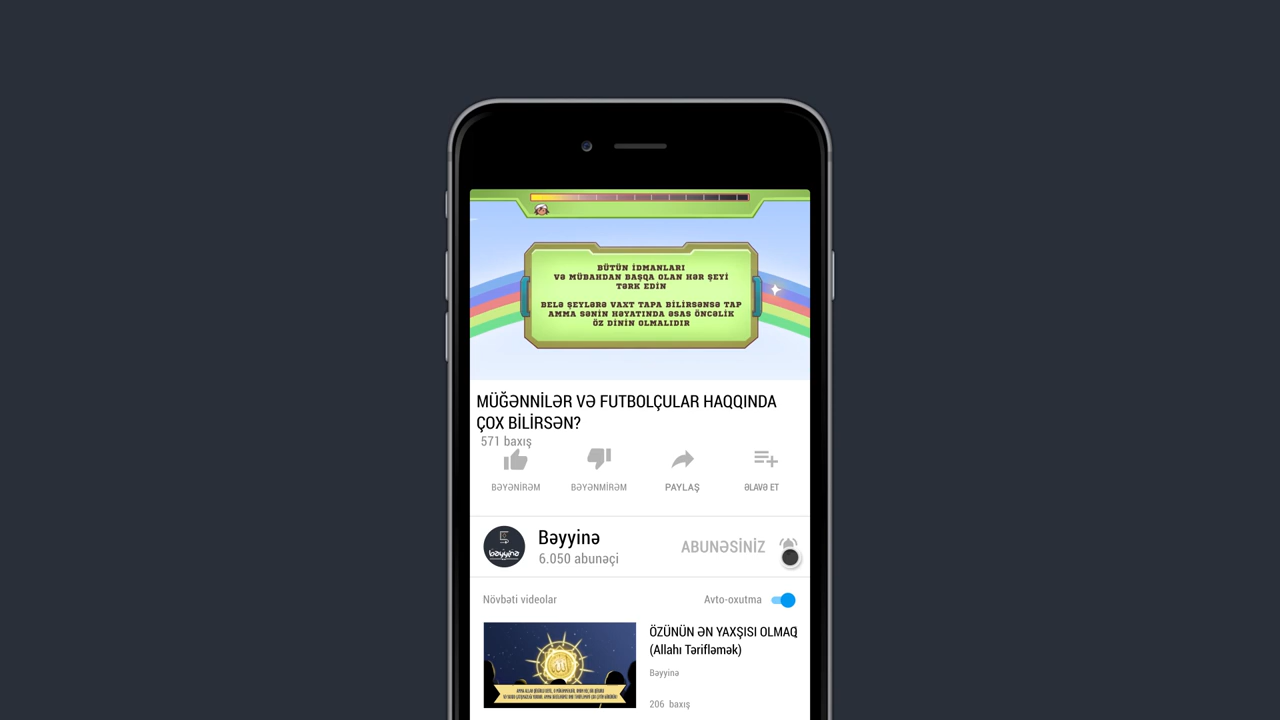 BÜTÜN İDMANLARI
VƏ MÜBAHDAN BAŞQA OLAN HƏR ŞEYİ
TƏRK EDİN
BELƏ ŞEYLƏRƏ VAXT TAPA BİLİRSƏNSƏ TAP
AMMA SƏNİN HƏYATINDA ƏSAS ÖNCƏLİK
ÖZ DİNİN OLMALIDIR
MÜĞƏNNİLƏR VƏ FUTBOLÇULAR HAQQINDA
ÇOX BİLİRSƏN?
571 baxış
BƏYƏNİRƏM BƏYƏNMİRƏM PAYLAŞ ƏLAVƏ ET
bəyyinə
Bəyyinə
6.050 abunəçi
ABUNƏSİNİZ
Növbəti videolar
Avto-oxutma
ÖZÜNÜN ƏN YAXŞISI OLMAQ
(Allahı Tərifləmək)
Bəyyinə
206 baxış